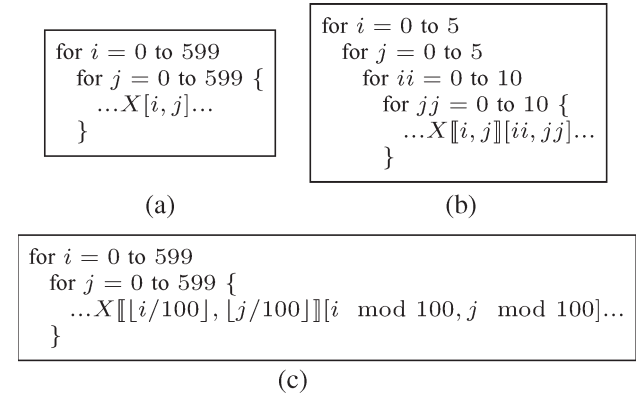 for i = 0 to 599
for j = 0 to 599 {
...X[i, j]...
}
(a)
for i = 0 to 5
for j = 0 to 5
for ii = 0 to 10
for jj = 0 to 10 {
...X⟦i, j⟧[ii, jj]...
}
(b)
for i = 0 to 599
for j = 0 to 599 {
...X⟦⌊i/100⌋, ⌊j/100⌋⟧[i mod 100, j mod 100]...
}
(c)